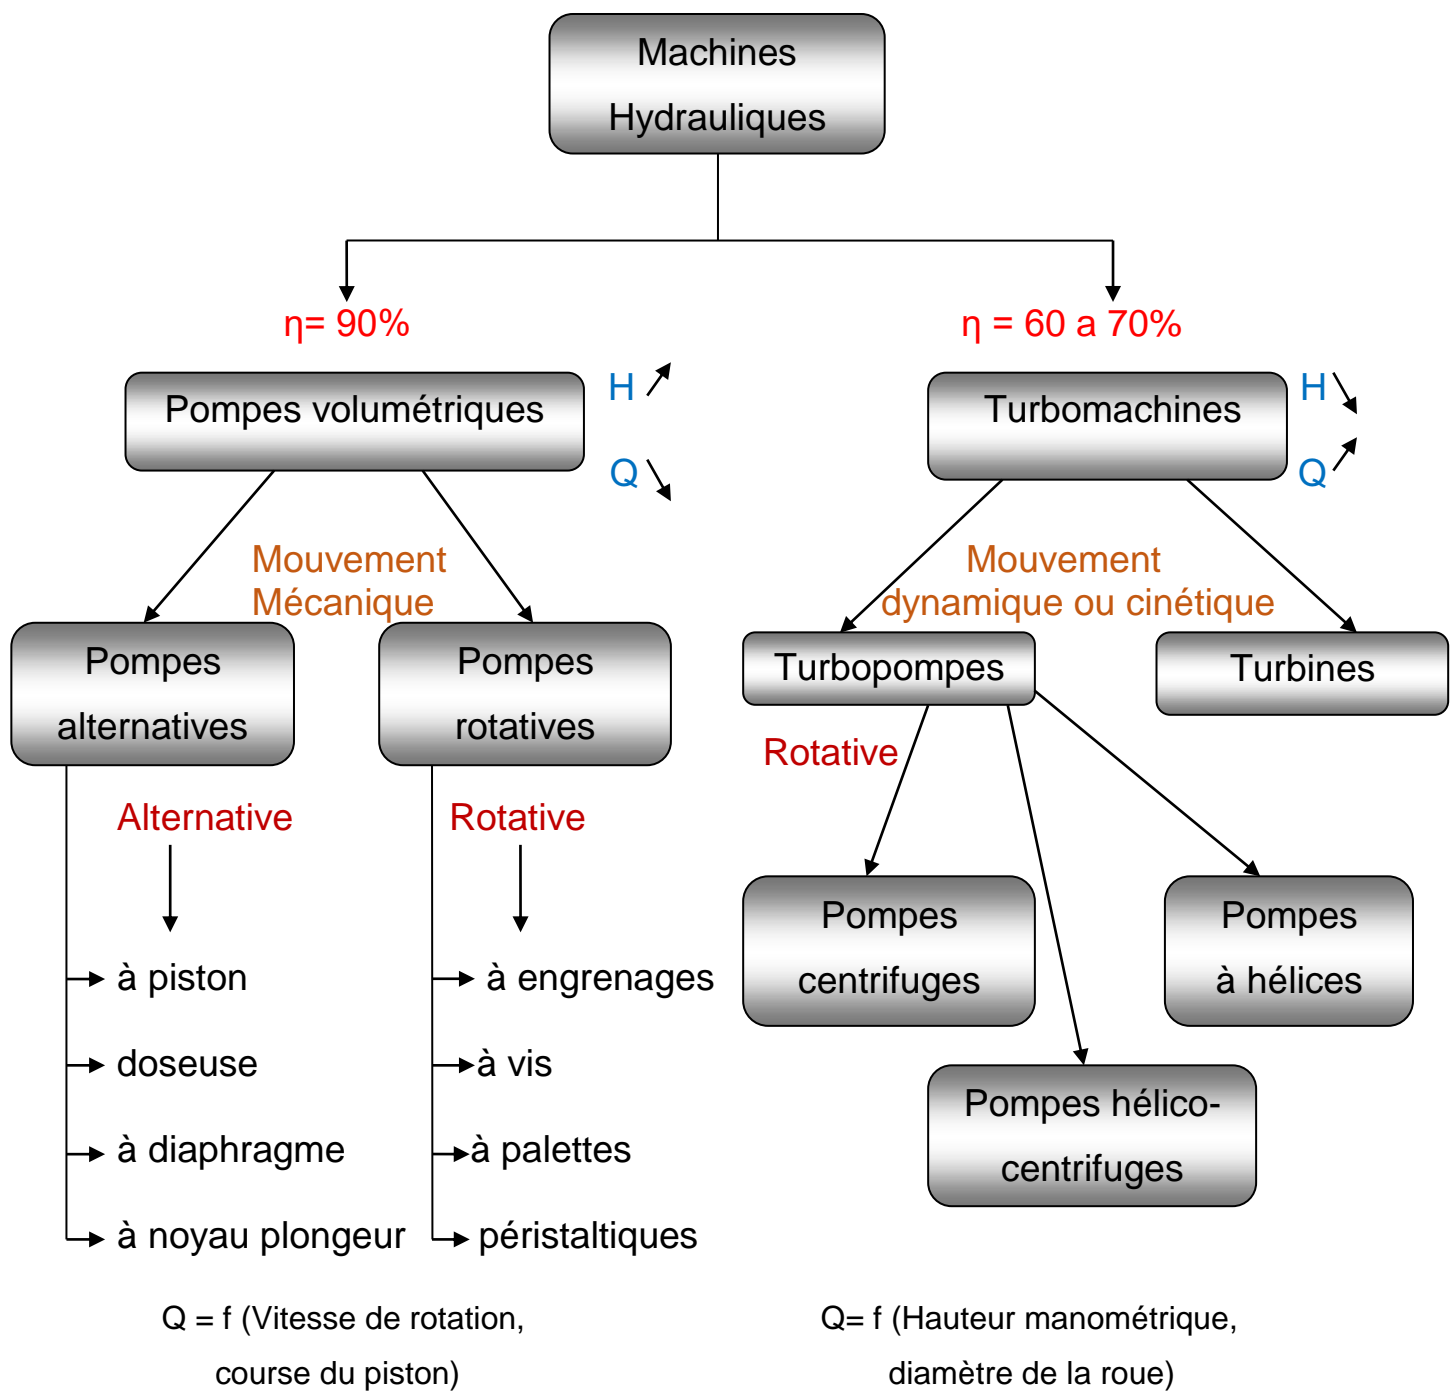 Machines
Hydrauliques
η= 90%
η = 60 a 70%
Pompes volumétriques
H
Q
Turbomachines
H
Q
Mouvement
Mécanique
Mouvement
dynamique ou cinétique
Pompes
alternatives
Pompes
rotatives
Turbopompes
Turbines
Rotative
Alternative
Rotative
Pompes
centrifuges
Pompes
à hélices
à piston
doseuse
à diaphragme
à noyau plongeur
à engrenages
à vis
à palettes
péristaltiques
Pompes hélico-
centrifuges
Q = f (Vitesse de rotation,
course du piston)
Q= f (Hauteur manométrique,
diamètre de la roue)